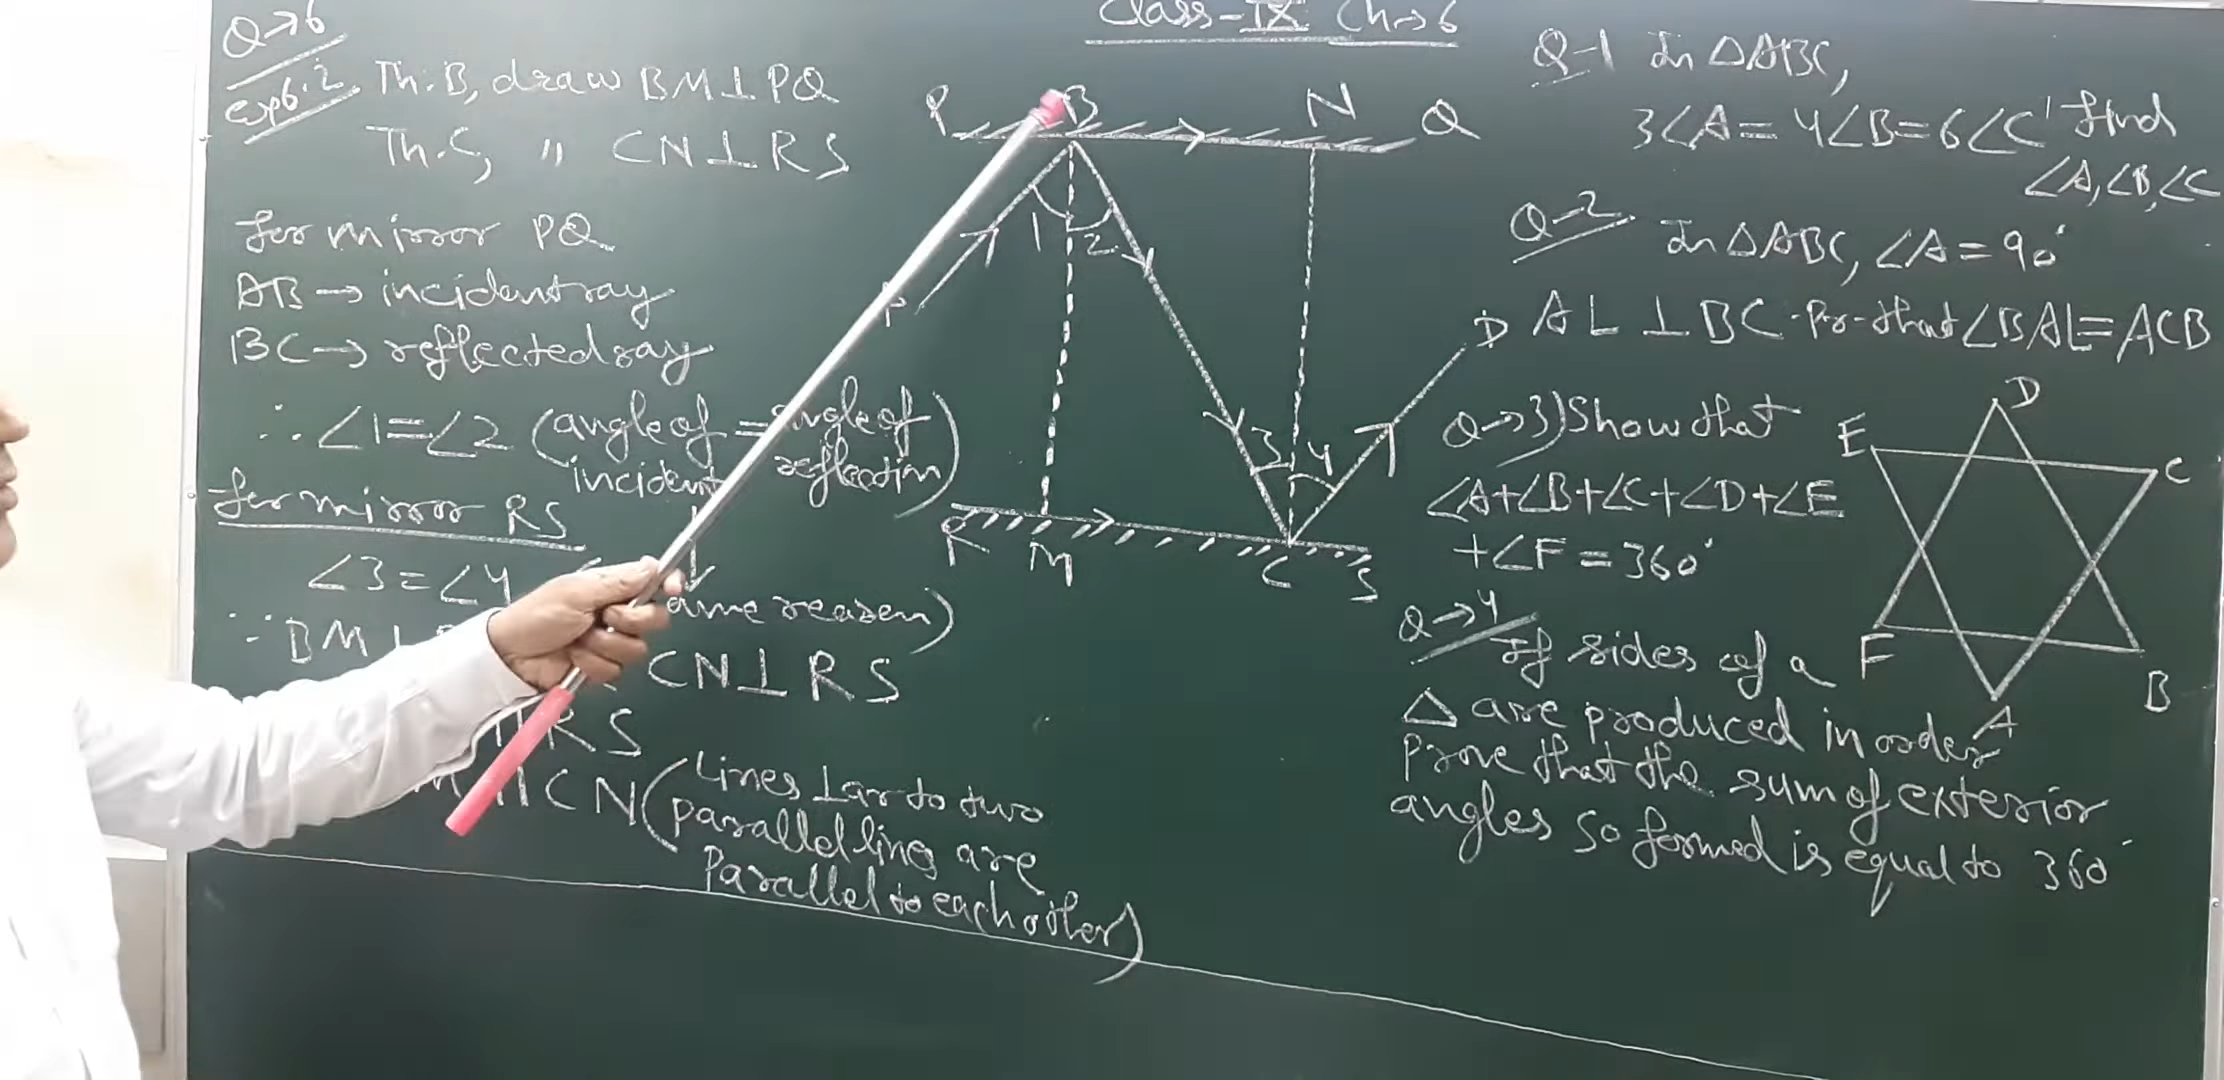 Class-IX Ch→6
Q→6
exp6.2
Th.B, draw BM⊥PQ
Th.C, " CN⊥RS
for mirror PQ
AB → incident ray
BC → reflected ray
∴ ∠1=∠2 (angle of incident = angle of reflection)
for mirror RS
∠3=∠4
ame reason)
∵ BM⊥
CN⊥RS
RS
CN (Lines ⊥ar to two
parallel lines are
Parallel to each other)
P B N Q
1 2
D
3 4
R M C S
Q-1 In △ABC,
3∠A=4∠B=6∠C' find
∠A,∠B,∠C
Q-2 In △ABC, ∠A=90°
AL⊥BC. Pr. that ∠BAL=ACB
Q→3) Show that
∠A+∠B+∠C+∠D+∠E
+∠F=360°
D
E C
F B
A
Q→4
If sides of a
△ are produced in order
Prove that the sum of exterior
angles so formed is equal to 360°